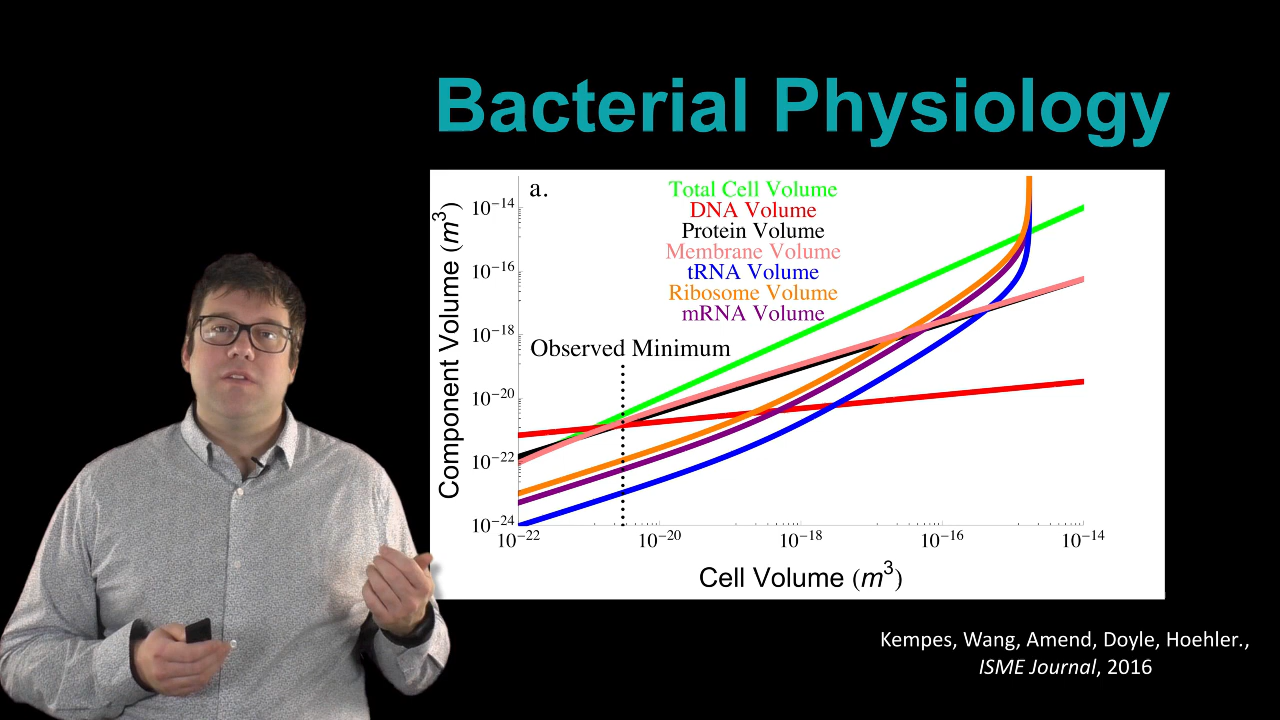 Bacterial Physiology
a.
Total Cell Volume
DNA Volume
Protein Volume
Membrane Volume
tRNA Volume
Ribosome Volume
mRNA Volume
Observed Minimum
Component Volume (m³)
10⁻¹⁴
10⁻¹⁶
10⁻¹⁸
10⁻²⁰
10⁻²²
10⁻²⁴
10⁻²² 10⁻²⁰ 10⁻¹⁸ 10⁻¹⁶ 10⁻¹⁴
Cell Volume (m³)
Kempes, Wang, Amend, Doyle, Hoehler.,
ISME Journal, 2016